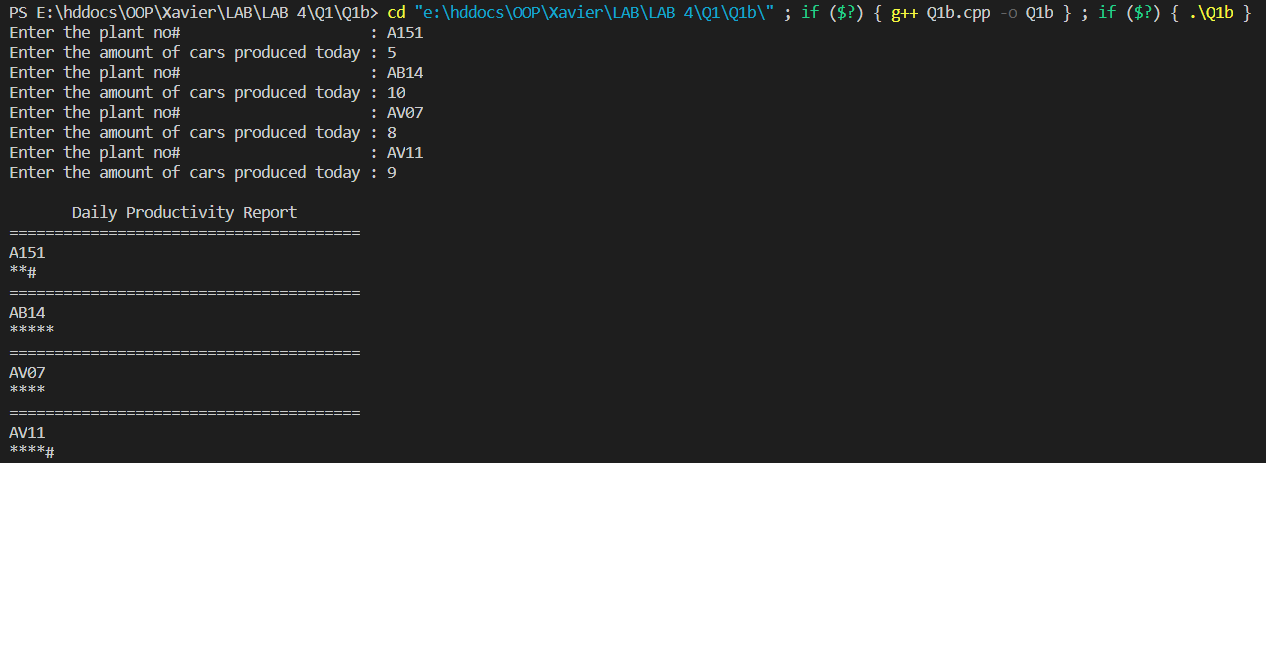 PS E:\hddocs\OOP\Xavier\LAB\LAB 4\Q1\Q1b> cd "e:\hddocs\OOP\Xavier\LAB\LAB 4\Q1\Q1b\" ; if ($?) { g++ Q1b.cpp -o Q1b } ; if ($?) { .\Q1b }
Enter the plant no#                     : A151
Enter the amount of cars produced today : 5
Enter the plant no#                     : AB14
Enter the amount of cars produced today : 10
Enter the plant no#                     : AV07
Enter the amount of cars produced today : 8
Enter the plant no#                     : AV11
Enter the amount of cars produced today : 9

       Daily Productivity Report
=======================================
A151
**#
=======================================
AB14
*****
=======================================
AV07
****
=======================================
AV11
****#